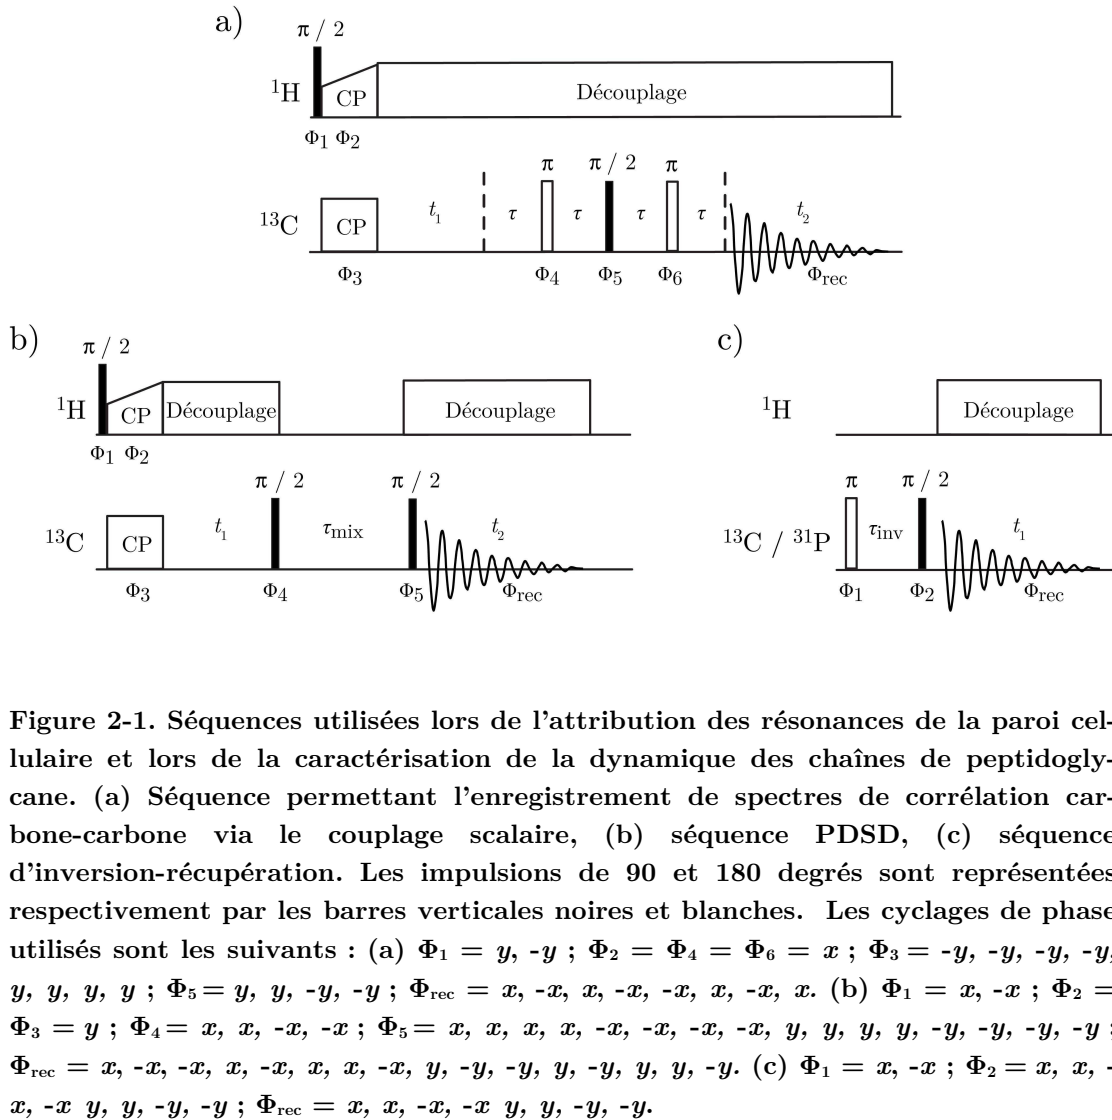 a)
π / 2
¹H
CP
Découplage
Φ₁ Φ₂
π π / 2 π
¹³C
CP
t₁ τ τ τ τ t₂
Φ₃ Φ₄ Φ₅ Φ₆ Φrec
b)
π / 2
¹H
CP
Découplage
Découplage
Φ₁ Φ₂
π / 2 π / 2
¹³C
CP
t₁ τmix t₂
Φ₃ Φ₄ Φ₅ Φrec
c)
¹H
Découplage
π π / 2
¹³C / ³¹P
τinv t₁
Φ₁ Φ₂ Φrec
Figure 2-1. Séquences utilisées lors de l'attribution des résonances de la paroi cel-
lulaire et lors de la caractérisation de la dynamique des chaînes de peptidogly-
cane. (a) Séquence permettant l'enregistrement de spectres de corrélation car-
bone-carbone via le couplage scalaire, (b) séquence PDSD, (c) séquence
d'inversion-récupération. Les impulsions de 90 et 180 degrés sont représentées
respectivement par les barres verticales noires et blanches. Les cyclages de phase
utilisés sont les suivants : (a) Φ₁ = y, -y ; Φ₂ = Φ₄ = Φ₆ = x ; Φ₃ = -y, -y, -y, -y,
y, y, y, y ; Φ₅ = y, y, -y, -y ; Φrec = x, -x, x, -x, -x, x, -x, x. (b) Φ₁ = x, -x ; Φ₂ =
Φ₃ = y ; Φ₄ = x, x, -x, -x ; Φ₅ = x, x, x, x, -x, -x, -x, -x, y, y, y, y, -y, -y, -y, -y ;
Φrec = x, -x, -x, x, -x, x, x, -x, y, -y, -y, y, -y, y, y, -y. (c) Φ₁ = x, -x ; Φ₂ = x, x, -
x, -x y, y, -y, -y ; Φrec = x, x, -x, -x y, y, -y, -y.